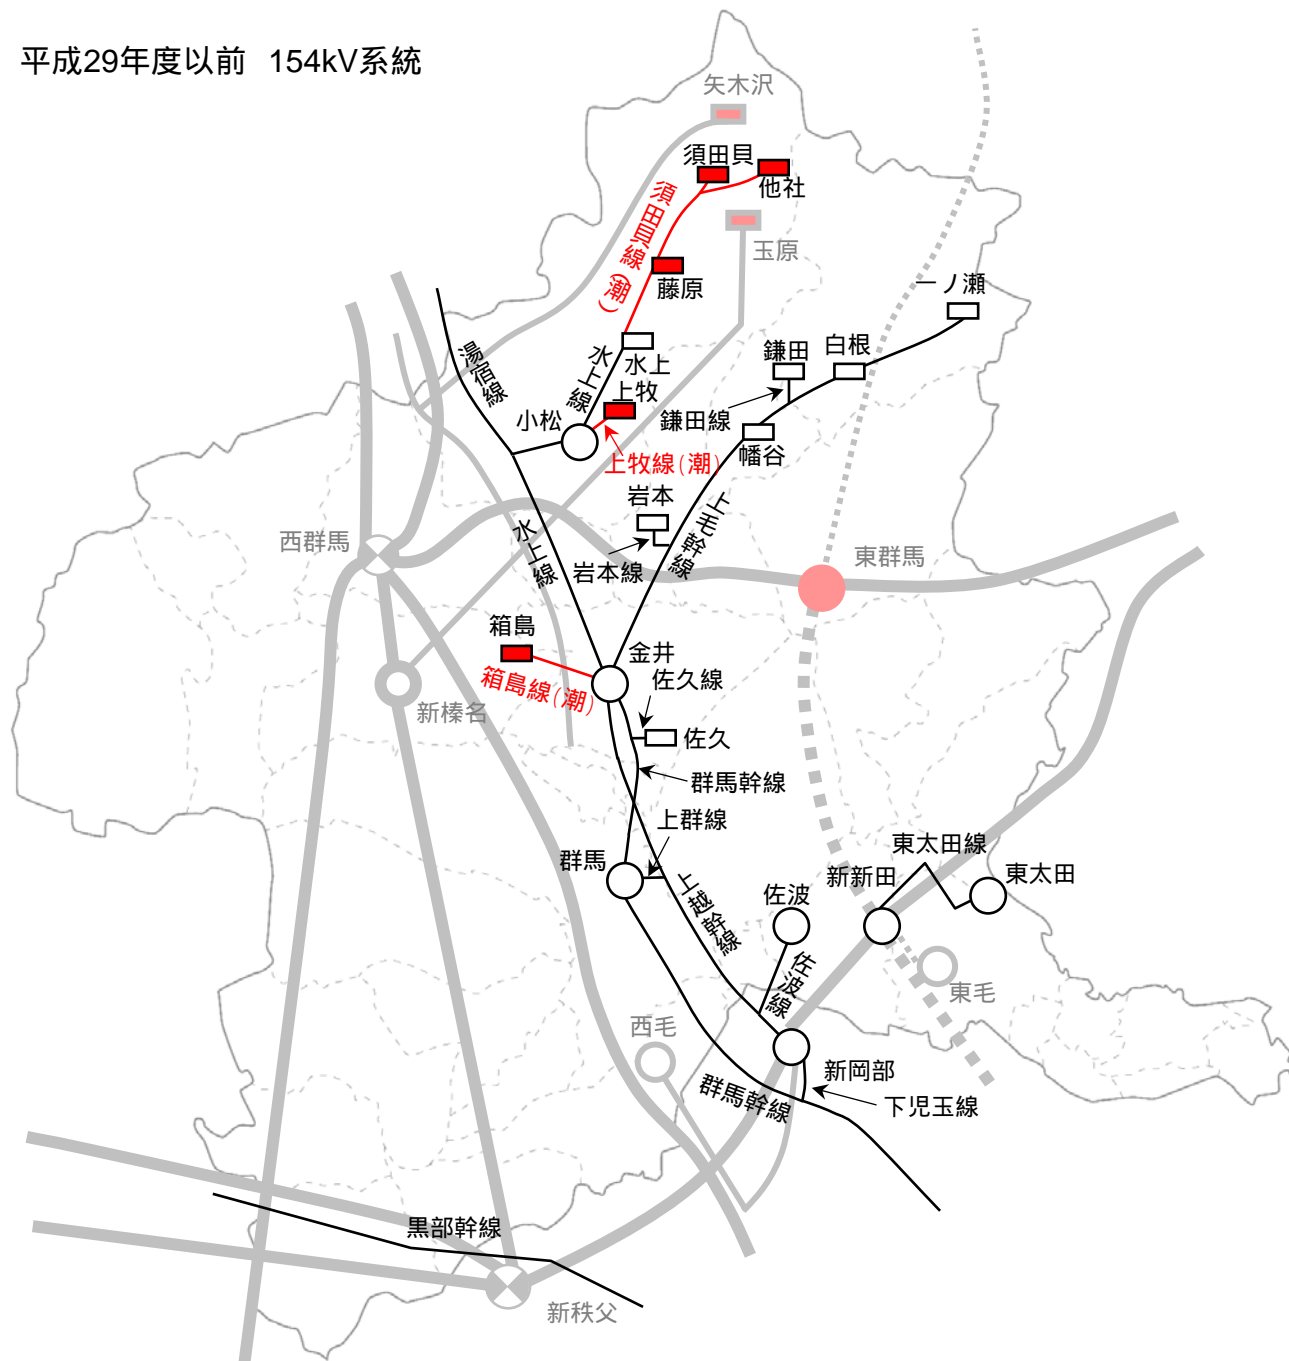 平成29年度以前 154kV系統
矢木沢
須田貝
他社
須田貝線(潮)
玉原
藤原
一ノ瀬
水上
水上線
湯宿線
鎌田
白根
上牧
小松
鎌田線
幡谷
上牧線(潮)
岩本
上毛幹線
西群馬
水上線
岩本線
東群馬
箱島
金井
箱島線(潮)
佐久線
新榛名
佐久
群馬幹線
上群線
群馬
東太田線
新新田
東太田
佐波
上越幹線
佐波線
東毛
西毛
新岡部
群馬幹線
下児玉線
黒部幹線
新秩父